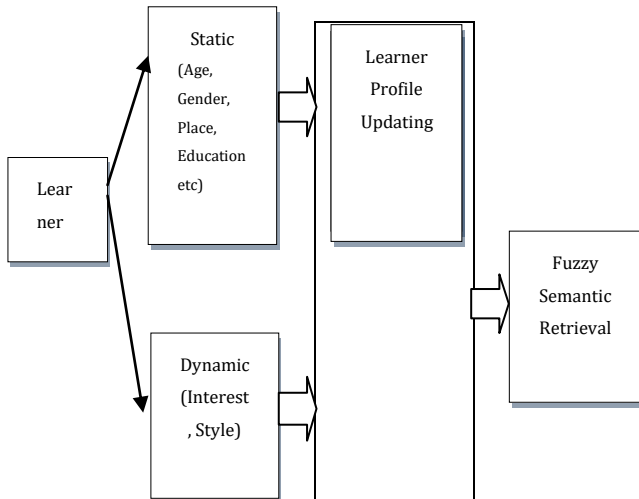 Lear
ner
Static
(Age,
Gender,
Place,
Education
etc)
Dynamic
(Interest
, Style)
Learner
Profile
Updating
Fuzzy
Semantic
Retrieval